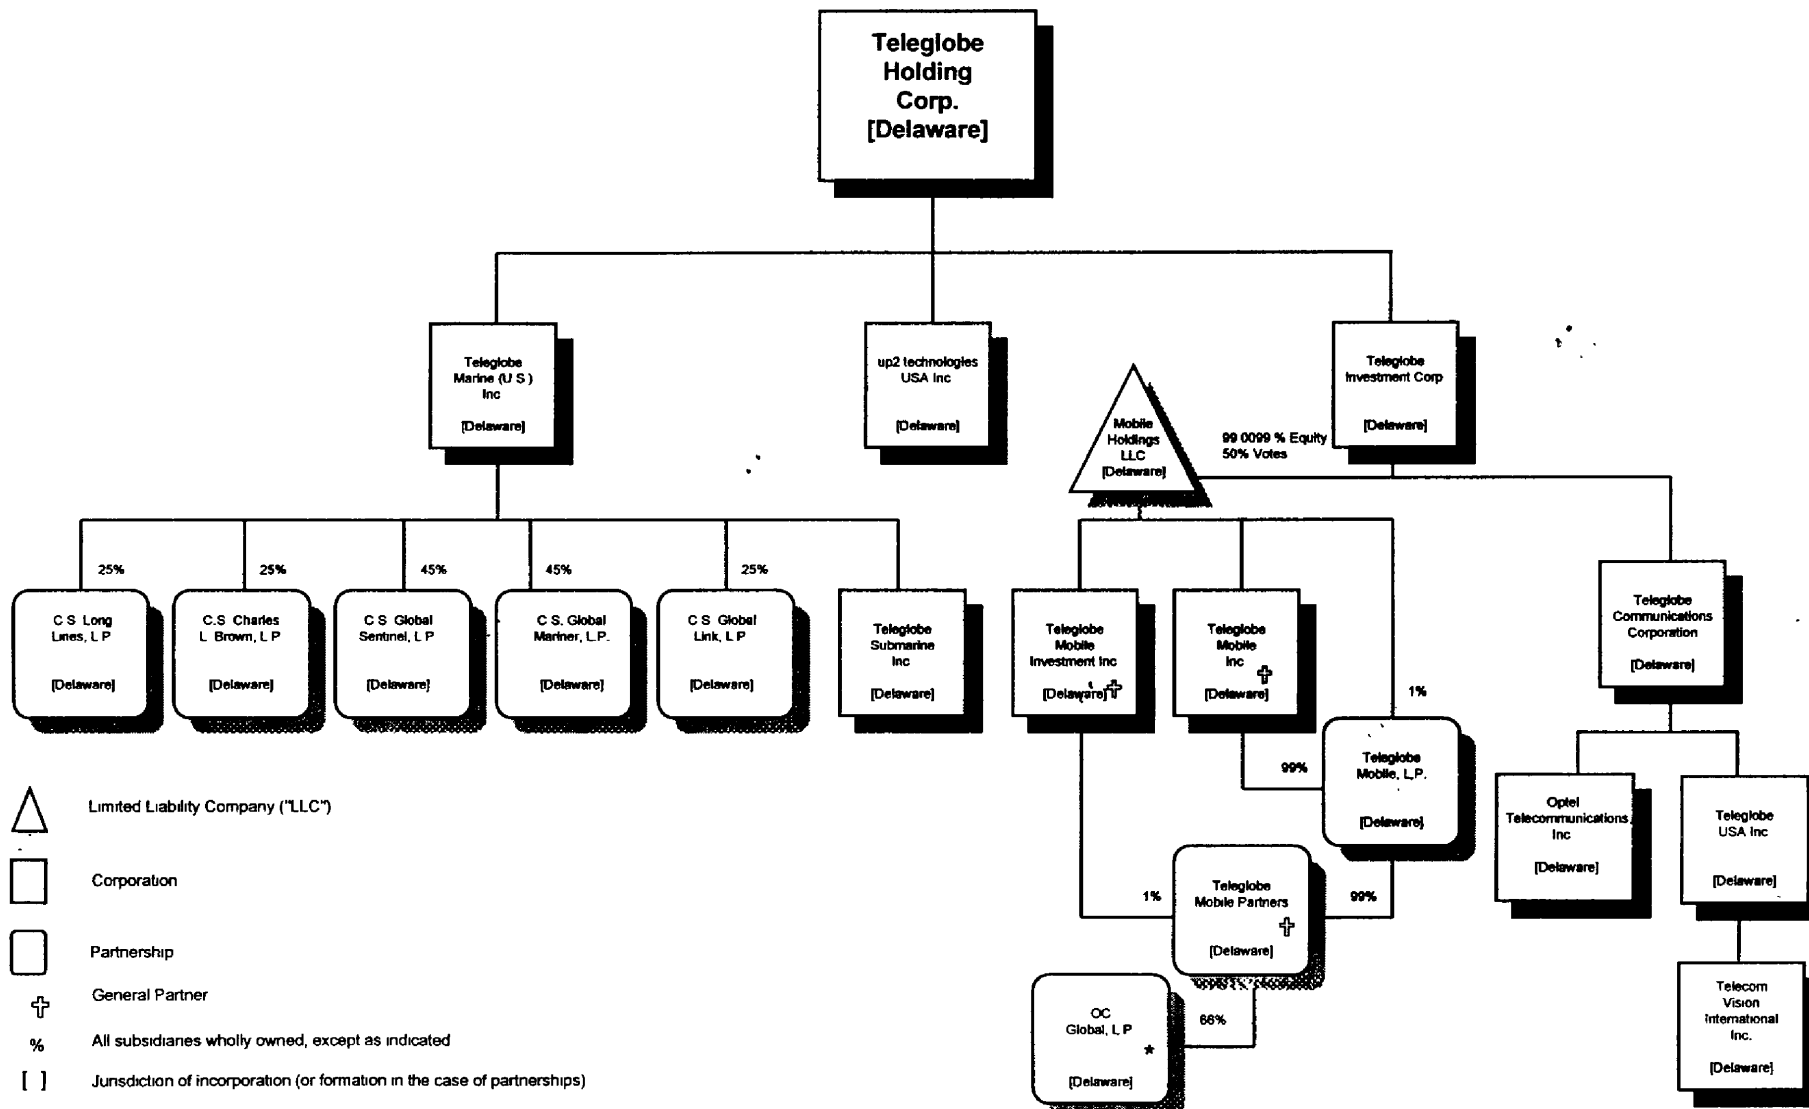 Teleglobe
Holding
Corp.
[Delaware]
Teleglobe
Marine (U S )
Inc
[Delaware]
up2 technologies
USA Inc
[Delaware]
Teleglobe
Investment Corp
[Delaware]
Mobile
Holdings
LLC
[Delaware]
99 0099 % Equity
50% Votes
25%
25%
45%
45%
25%
C S Long
Lines, L P
[Delaware]
C.S Charles
L Brown, L P
[Delaware]
C S Global
Sentinel, L P
[Delaware]
C S. Global
Mariner, L.P.
[Delaware]
C S Global
Link, L P
[Delaware]
Teleglobe
Submarine
Inc
[Delaware]
Teleglobe
Mobile
Investment Inc
[Delaware]
Teleglobe
Mobile
Inc
[Delaware]
Teleglobe
Communications
Corporation
[Delaware]
1%
99%
Teleglobe
Mobile, L.P.
[Delaware]
Optel
Telecommunications,
Inc
[Delaware]
Teleglobe
USA Inc
[Delaware]
1%
Teleglobe
Mobile Partners
[Delaware]
99%
OC
Global, L P
*
[Delaware]
66%
Telecom
Vision
International
Inc.
[Delaware]
Limited Liability Company ("LLC")
Corporation
Partnership
General Partner
% All subsidiaries wholly owned, except as indicated
[ ] Jurisdiction of incorporation (or formation in the case of partnerships)